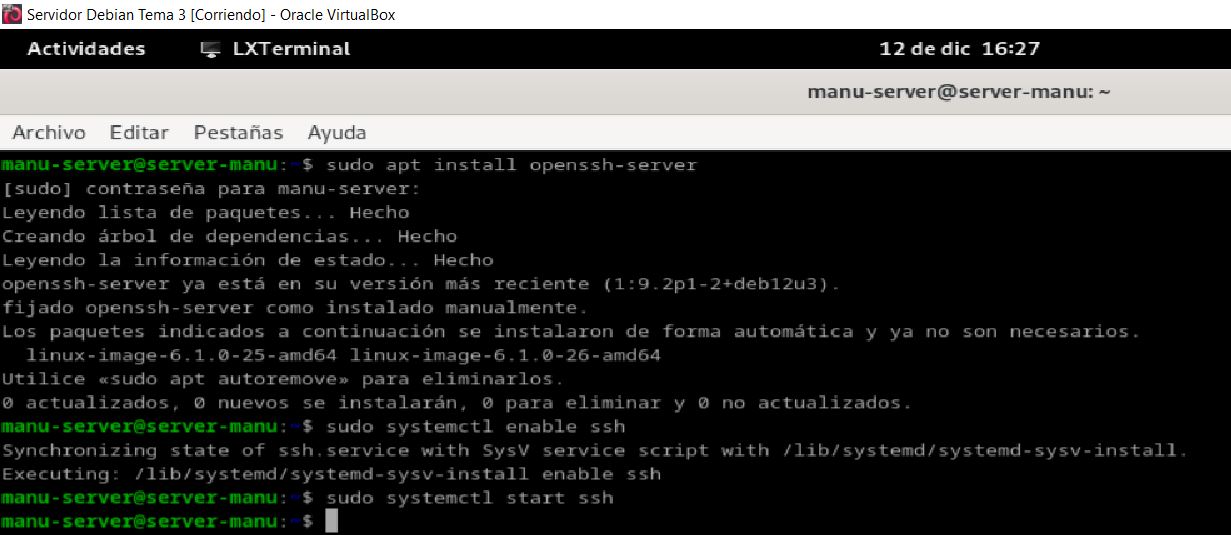 Servidor Debian Tema 3 [Corriendo] - Oracle VirtualBox
Actividades LXTerminal 12 de dic 16:27
manu-server@server-manu: ~
Archivo Editar Pestañas Ayuda
manu-server@server-manu:~$ sudo apt install openssh-server
[sudo] contraseña para manu-server:
Leyendo lista de paquetes... Hecho
Creando árbol de dependencias... Hecho
Leyendo la información de estado... Hecho
openssh-server ya está en su versión más reciente (1:9.2p1-2+deb12u3).
fijado openssh-server como instalado manualmente.
Los paquetes indicados a continuación se instalaron de forma automática y ya no son necesarios.
linux-image-6.1.0-25-amd64 linux-image-6.1.0-26-amd64
Utilice «sudo apt autoremove» para eliminarlos.
0 actualizados, 0 nuevos se instalarán, 0 para eliminar y 0 no actualizados.
manu-server@server-manu:~$ sudo systemctl enable ssh
Synchronizing state of ssh.service with SysV service script with /lib/systemd/systemd-sysv-install.
Executing: /lib/systemd/systemd-sysv-install enable ssh
manu-server@server-manu:~$ sudo systemctl start ssh
manu-server@server-manu:~$